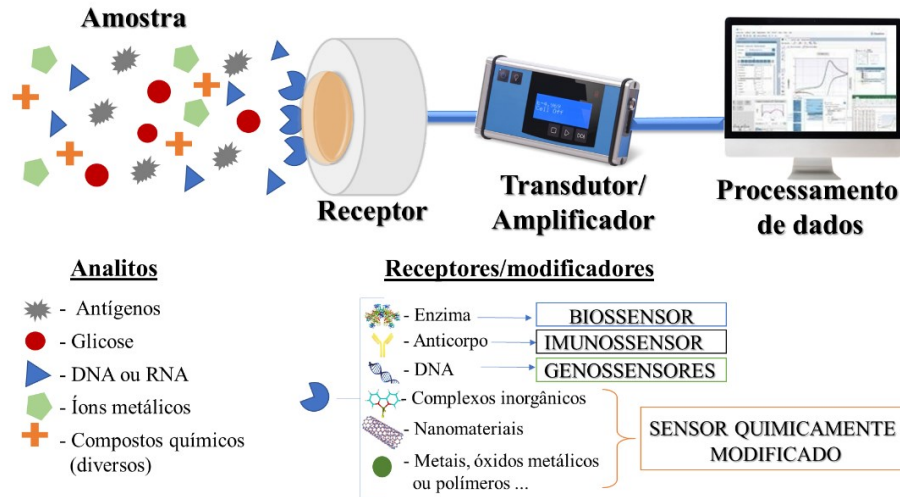 Amostra
Receptor
Transdutor/
Amplificador
Processamento
de dados
Analitos
- Antígenos
- Glicose
- DNA ou RNA
- Íons metálicos
- Compostos químicos
(diversos)
Receptores/modificadores
- Enzima
BIOSSENSOR
- Anticorpo
IMUNOSSENSOR
- DNA
GENOSSENSORES
- Complexos inorgânicos
- Nanomateriais
- Metais, óxidos metálicos
ou polímeros ...
SENSOR QUIMICAMENTE
MODIFICADO